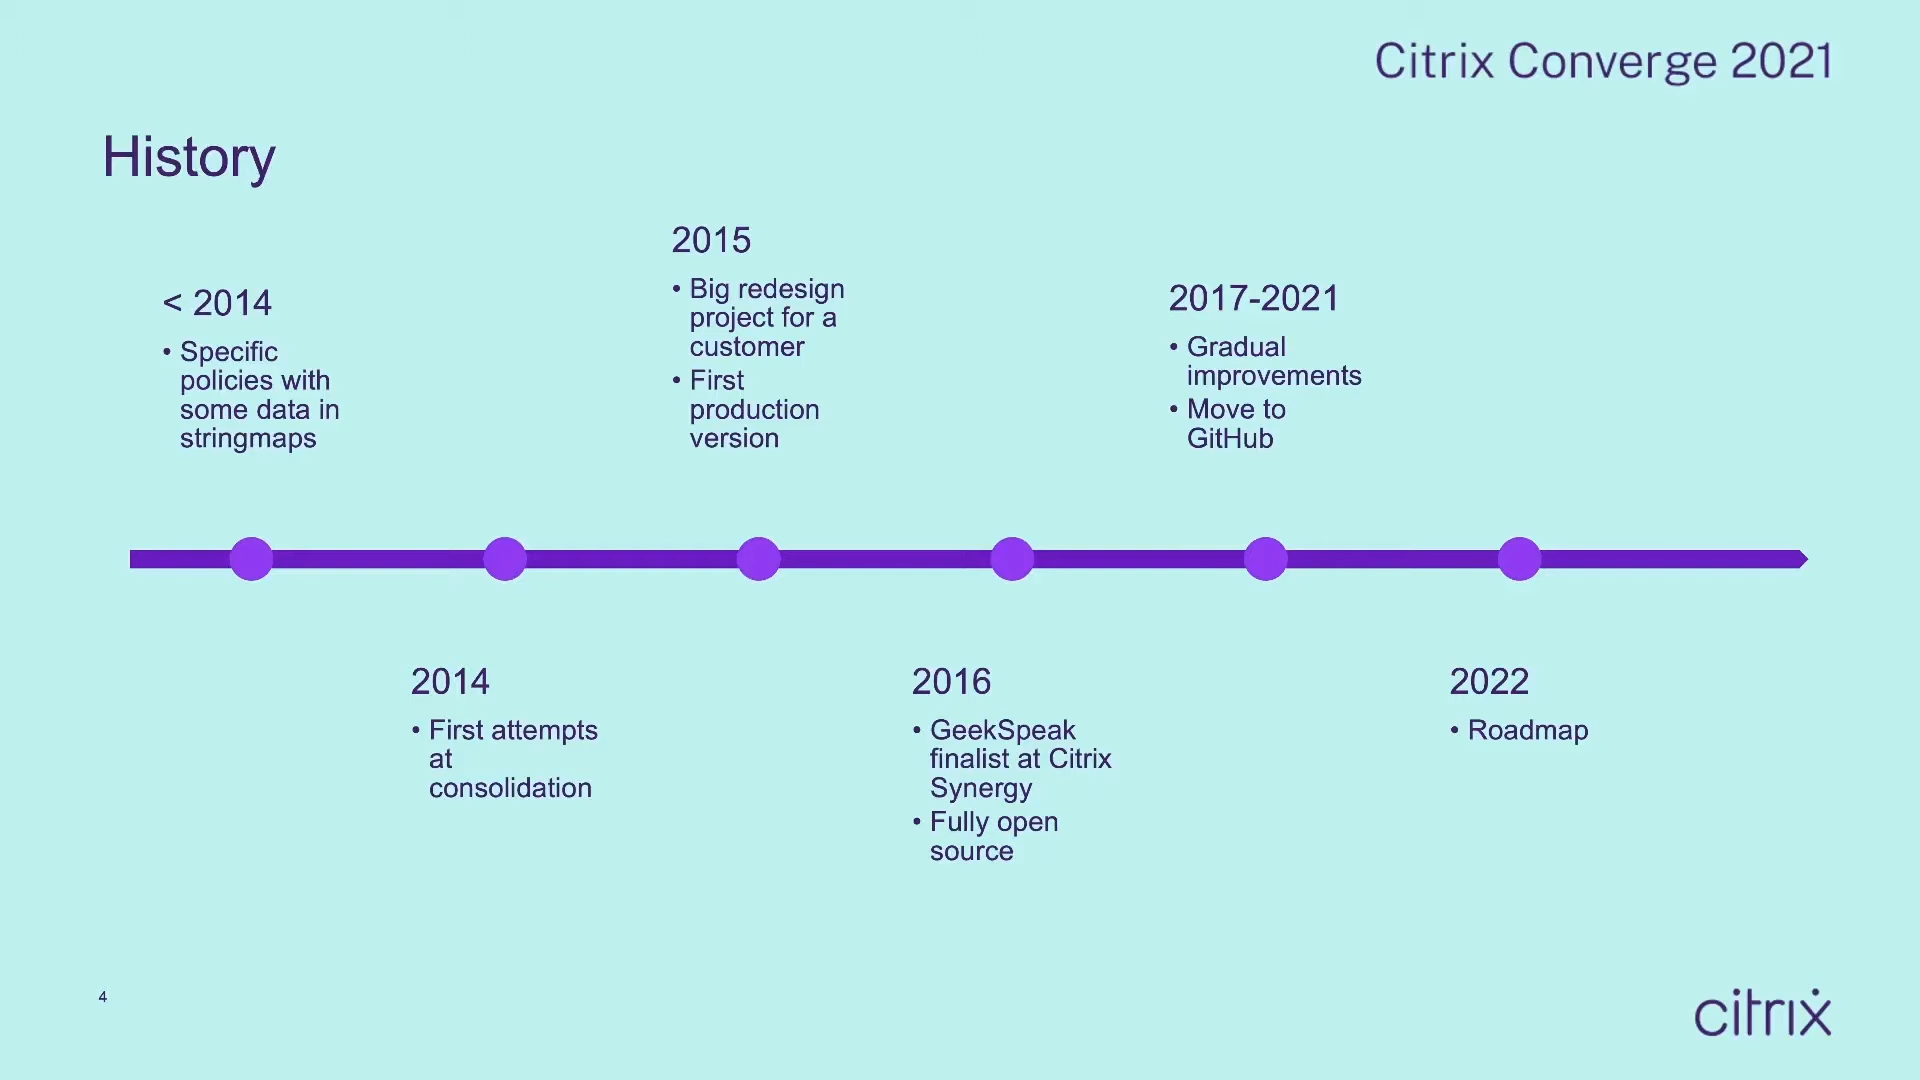 Citrix Converge 2021
History
< 2014
• Specific
policies with
some data in
stringmaps
2014
• First attempts
at
consolidation
2015
• Big redesign
project for a
customer
• First
production
version
2016
• GeekSpeak
finalist at Citrix
Synergy
• Fully open
source
2017-2021
• Gradual
improvements
• Move to
GitHub
2022
• Roadmap
4
citrix